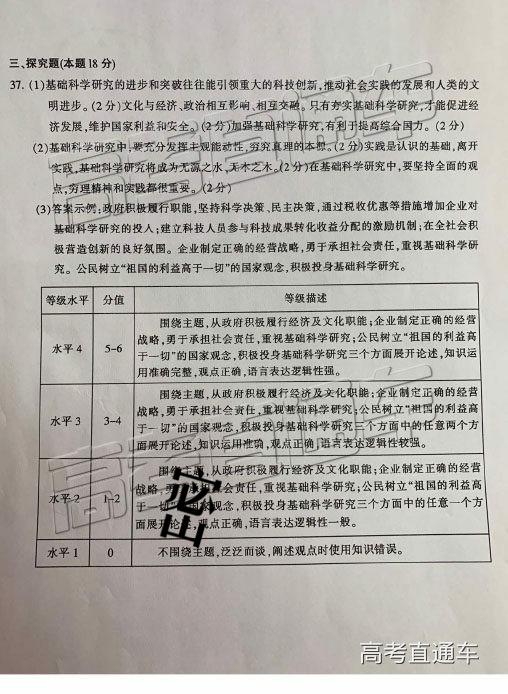 三、探究题(本题18分)
37. (1)基础科学研究的进步和突破往往能引领重大的科技创新,推动社会实践的发展和人类的文
明进步。(2分)文化与经济、政治相互影响、相互交融。只有夯实基础科学研究,才能促进经
济发展,维护国家利益和安全。(2分)加强基础科学研究,有利于提高综合国力。(2分)
(2)基础科学研究中,要充分发挥主观能动性,穷究真理的本根。(2分)实践是认识的基础,离开
实践,基础科学研究将成为无源之水,无本之木。(2分)在基础科学研究中,要坚持全面的观
点,穷理精神和实践都很重要。(2分)
(3)答案示例:政府积极履行职能,坚持科学决策、民主决策,通过税收优惠等措施增加企业对
基础科学研究的投入;建立科技人员参与科技成果转化收益分配的激励机制;在全社会积
极营造创新的良好氛围。企业制定正确的经营战略,勇于承担社会责任,重视基础科学研
究。公民树立“祖国的利益高于一切”的国家观念,积极投身基础科学研究。
等级水平 分值 等级描述
水平4 5-6 围绕主题,从政府积极履行经济及文化职能;企业制定正确的经营
战略,勇于承担社会责任,重视基础科学研究;公民树立“祖国的利益高
于一切”的国家观念,积极投身基础科学研究三个方面展开论述,知识运
用准确完整,观点正确,语言表达逻辑性强。
水平3 3-4 围绕主题,从政府积极履行经济及文化职能;企业制定正确的经营
战略,勇于承担社会责任,重视基础科学研究;公民树立“祖国的利益高
于一切”的国家观念,积极投身基础科学研究三个方面中的任意两个方
面展开论述,知识运用准确,观点正确,语言表达逻辑性较强。
水平2 1-2 围绕主题,从政府积极履行经济及文化职能;企业制定正确的经营
战略,勇于承担社会责任,重视基础科学研究;公民树立“祖国的利益高
于一切”的国家观念,积极投身基础科学研究三个方面中的任意一个方
面展开论述,观点正确,语言表达逻辑性一般。
水平1 0 不围绕主题,泛泛而谈,阐述观点时使用知识错误。
密
高考直通车
高考直通车
高考直通车